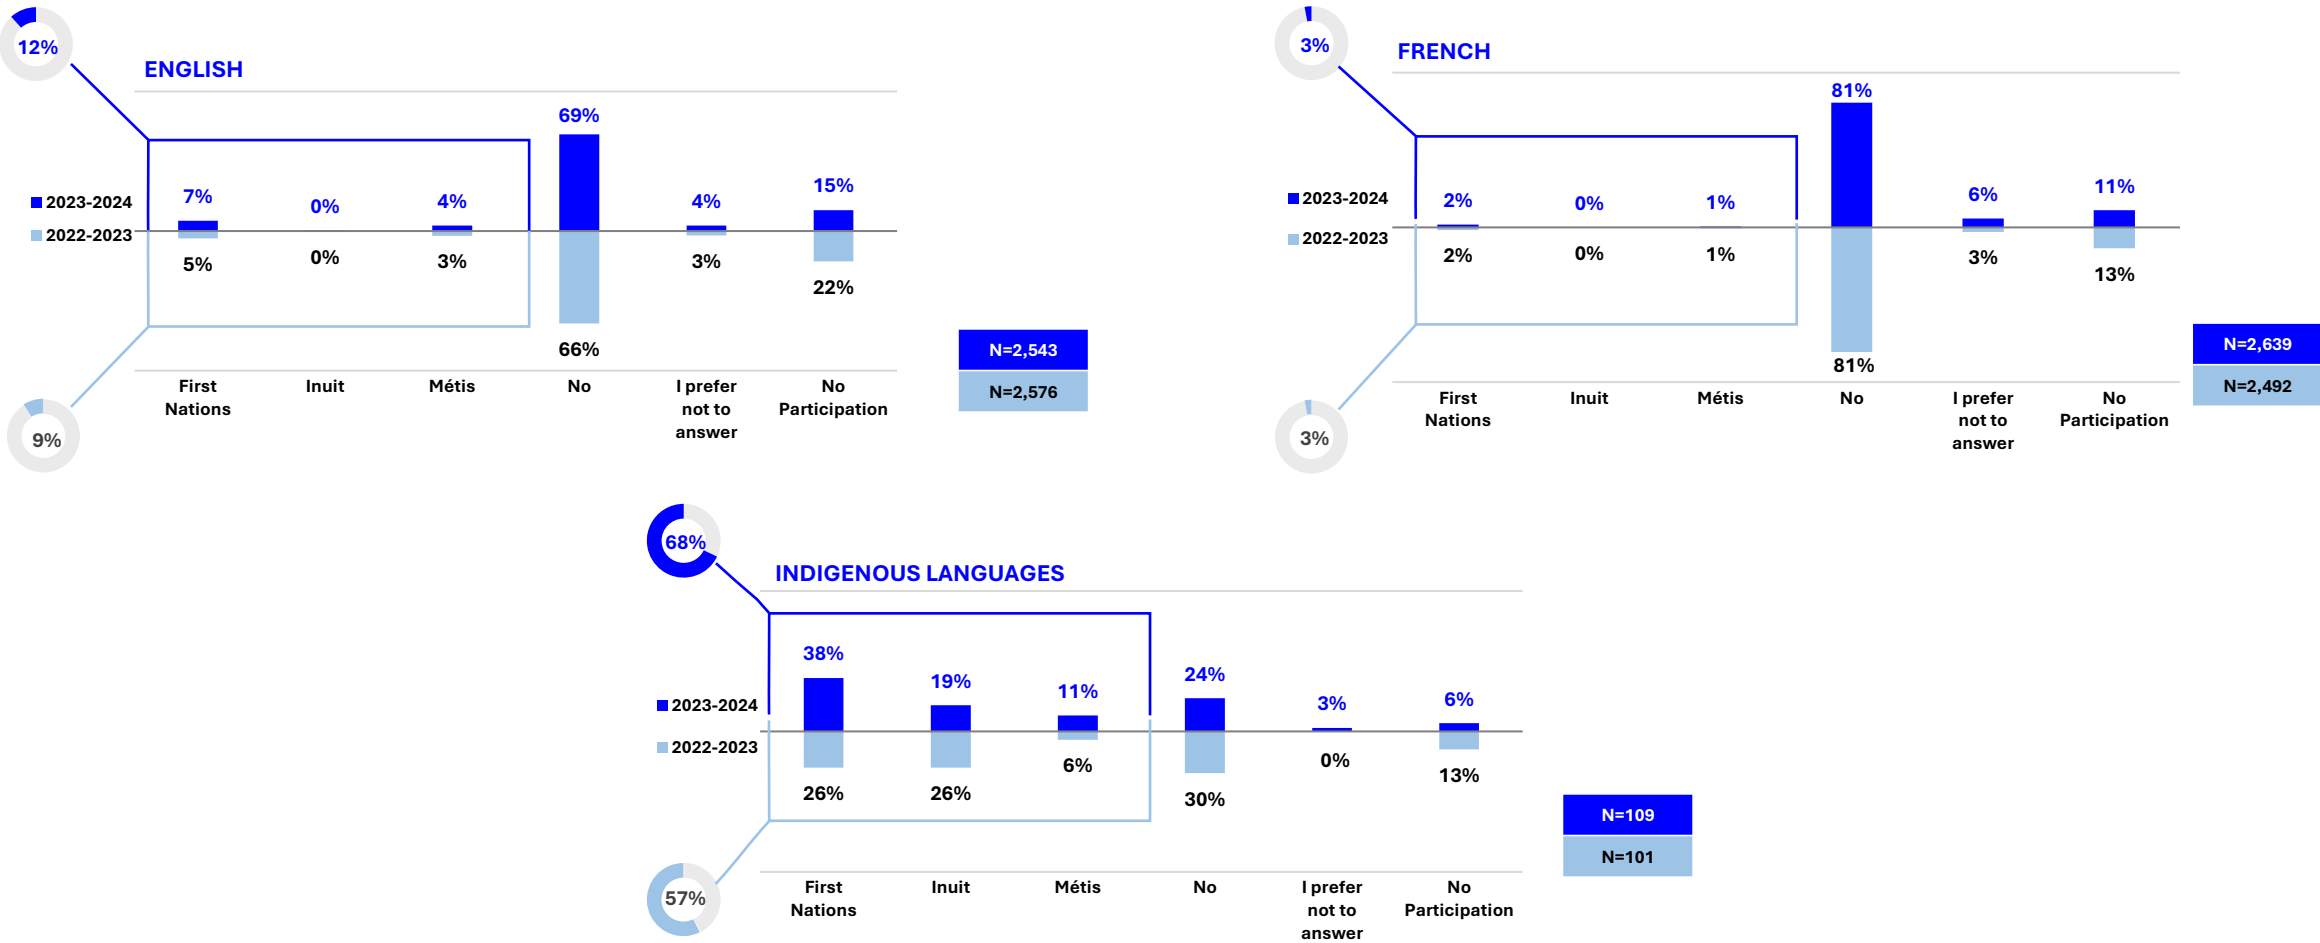 12%
ENGLISH
69%
7%
0%
4%
4%
15%
2023-2024
2022-2023
5%
0%
3%
3%
22%
66%
First
Nations
Inuit
Métis
No
I prefer
not to
answer
No
Participation
9%
N=2,543
N=2,576
3%
FRENCH
81%
2%
0%
1%
6%
11%
2023-2024
2022-2023
2%
0%
1%
3%
13%
81%
First
Nations
Inuit
Métis
No
I prefer
not to
answer
No
Participation
3%
N=2,639
N=2,492
68%
INDIGENOUS LANGUAGES
38%
19%
11%
24%
3%
6%
2023-2024
2022-2023
26%
26%
6%
30%
0%
13%
First
Nations
Inuit
Métis
No
I prefer
not to
answer
No
Participation
57%
N=109
N=101